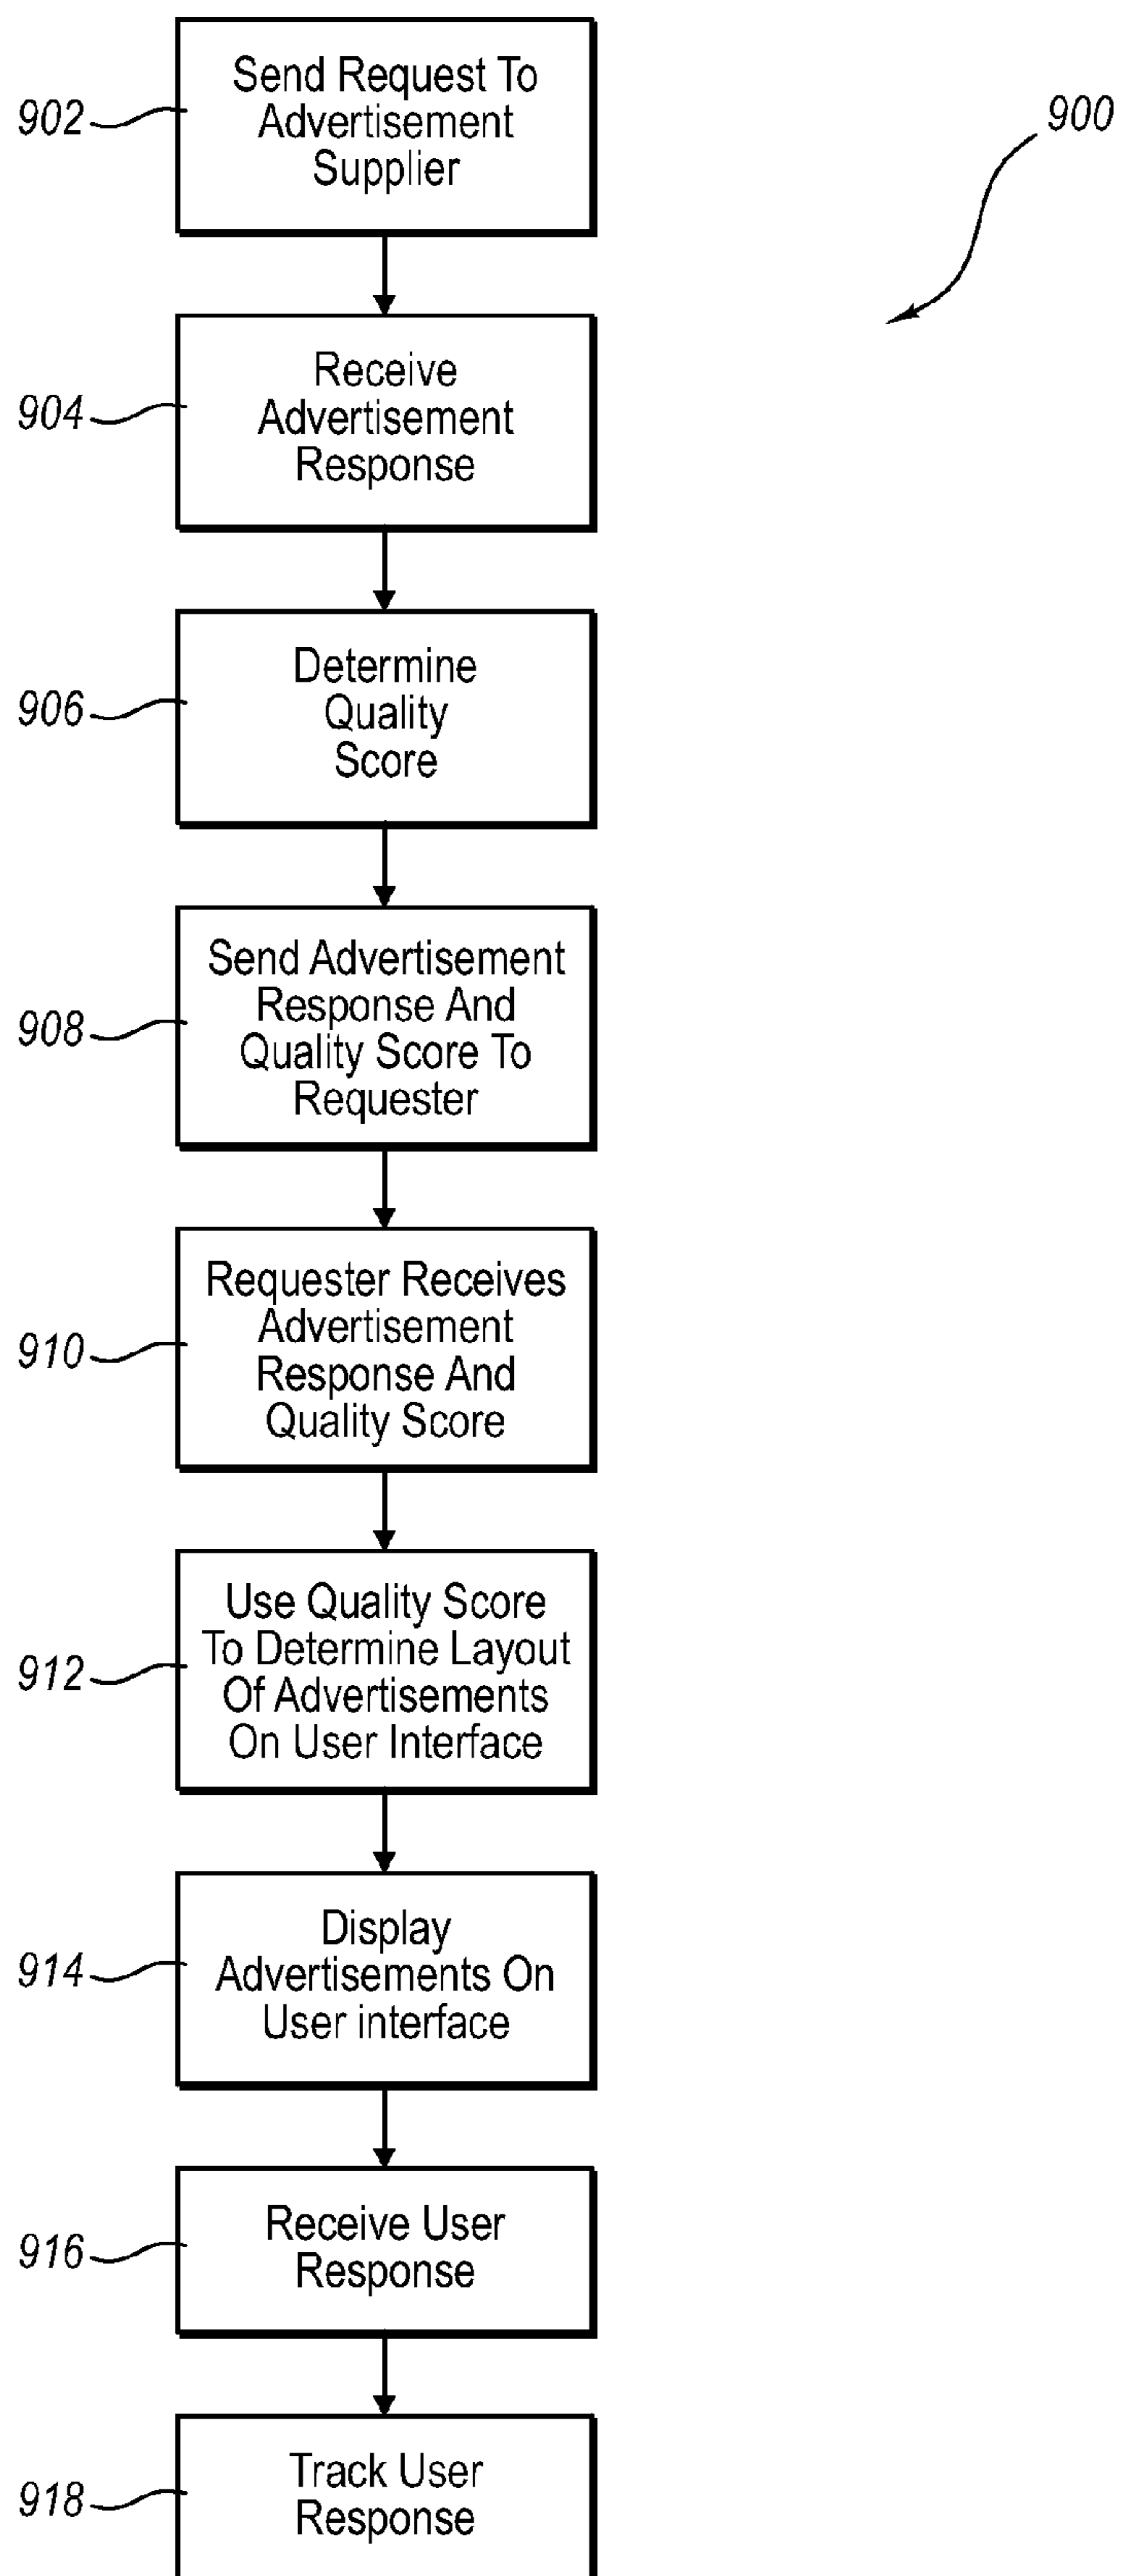 Send Request To
Advertisement
Supplier
902
900
Receive
Advertisement
Response
904
Determine
Quality
Score
906
Send Advertisement
Response And
Quality Score To
Requester
908
Requester Receives
Advertisement
Response And
Quality Score
910
Use Quality Score
To Determine Layout
Of Advertisements
On User Interface
912
Display
Advertisements On
User interface
914
Receive User
Response
916
Track User
Response
918